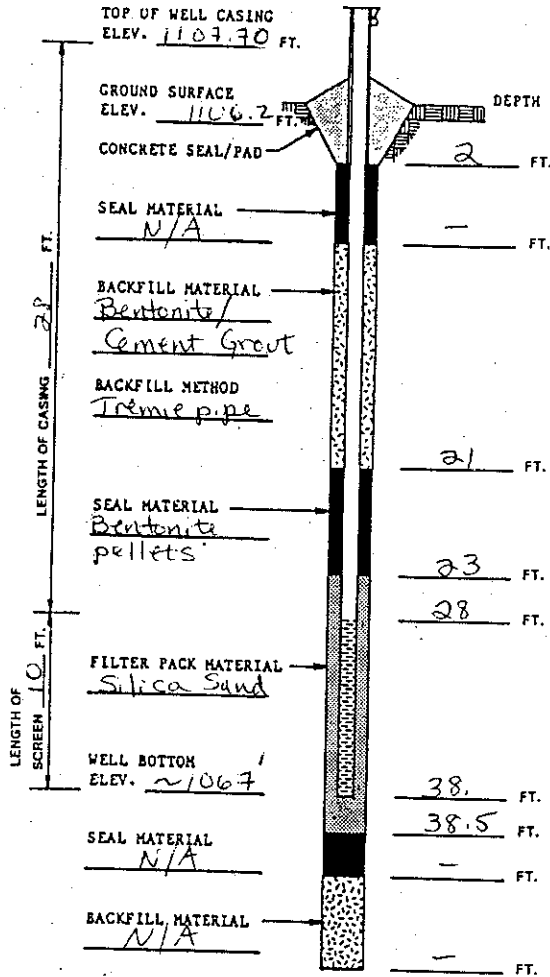 TOP OF WELL CASING
ELEV. 1107.70 FT.
GROUND SURFACE
ELEV. 1106.2 FT.
DEPTH
CONCRETE SEAL/PAD
2 FT.
SEAL MATERIAL
N/A
- FT.
BACKFILL MATERIAL
Bentonite/
Cement Grout
BACKFILL METHOD
Tremie pipe
21 FT.
SEAL MATERIAL
Bentonite
pellets
23 FT.
28 FT.
LENGTH OF CASING 28 FT.
FILTER PACK MATERIAL
Silica Sand
LENGTH OF
SCREEN 10 FT.
WELL BOTTOM
ELEV. ~1067'
38. FT.
38.5 FT.
SEAL MATERIAL
N/A
- FT.
BACKFILL MATERIAL
N/A
- FT.